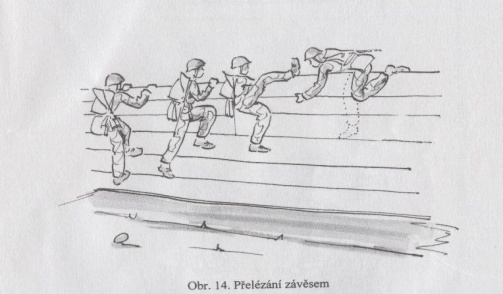 Obr. 14. Přelézání závěsem